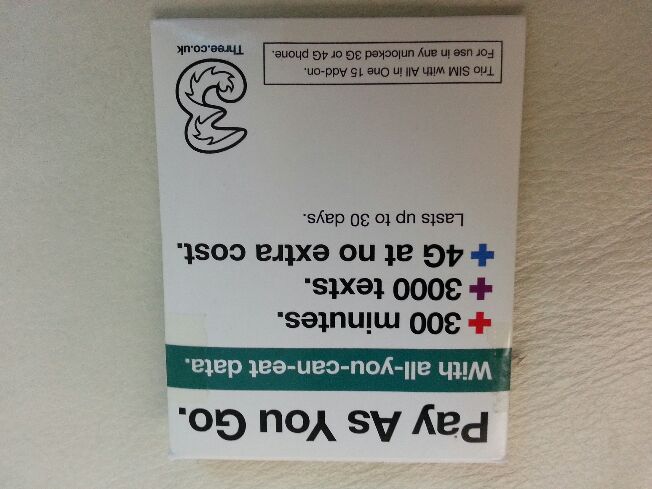 Pay As You Go.
With all-you-can-eat data.
+ 300 minutes.
+ 3000 texts.
+ 4G at no extra cost.
Lasts up to 30 days.
Trio SIM with All in One 15 Add-on.
For use in any unlocked 3G or 4G phone.
3
Three.co.uk